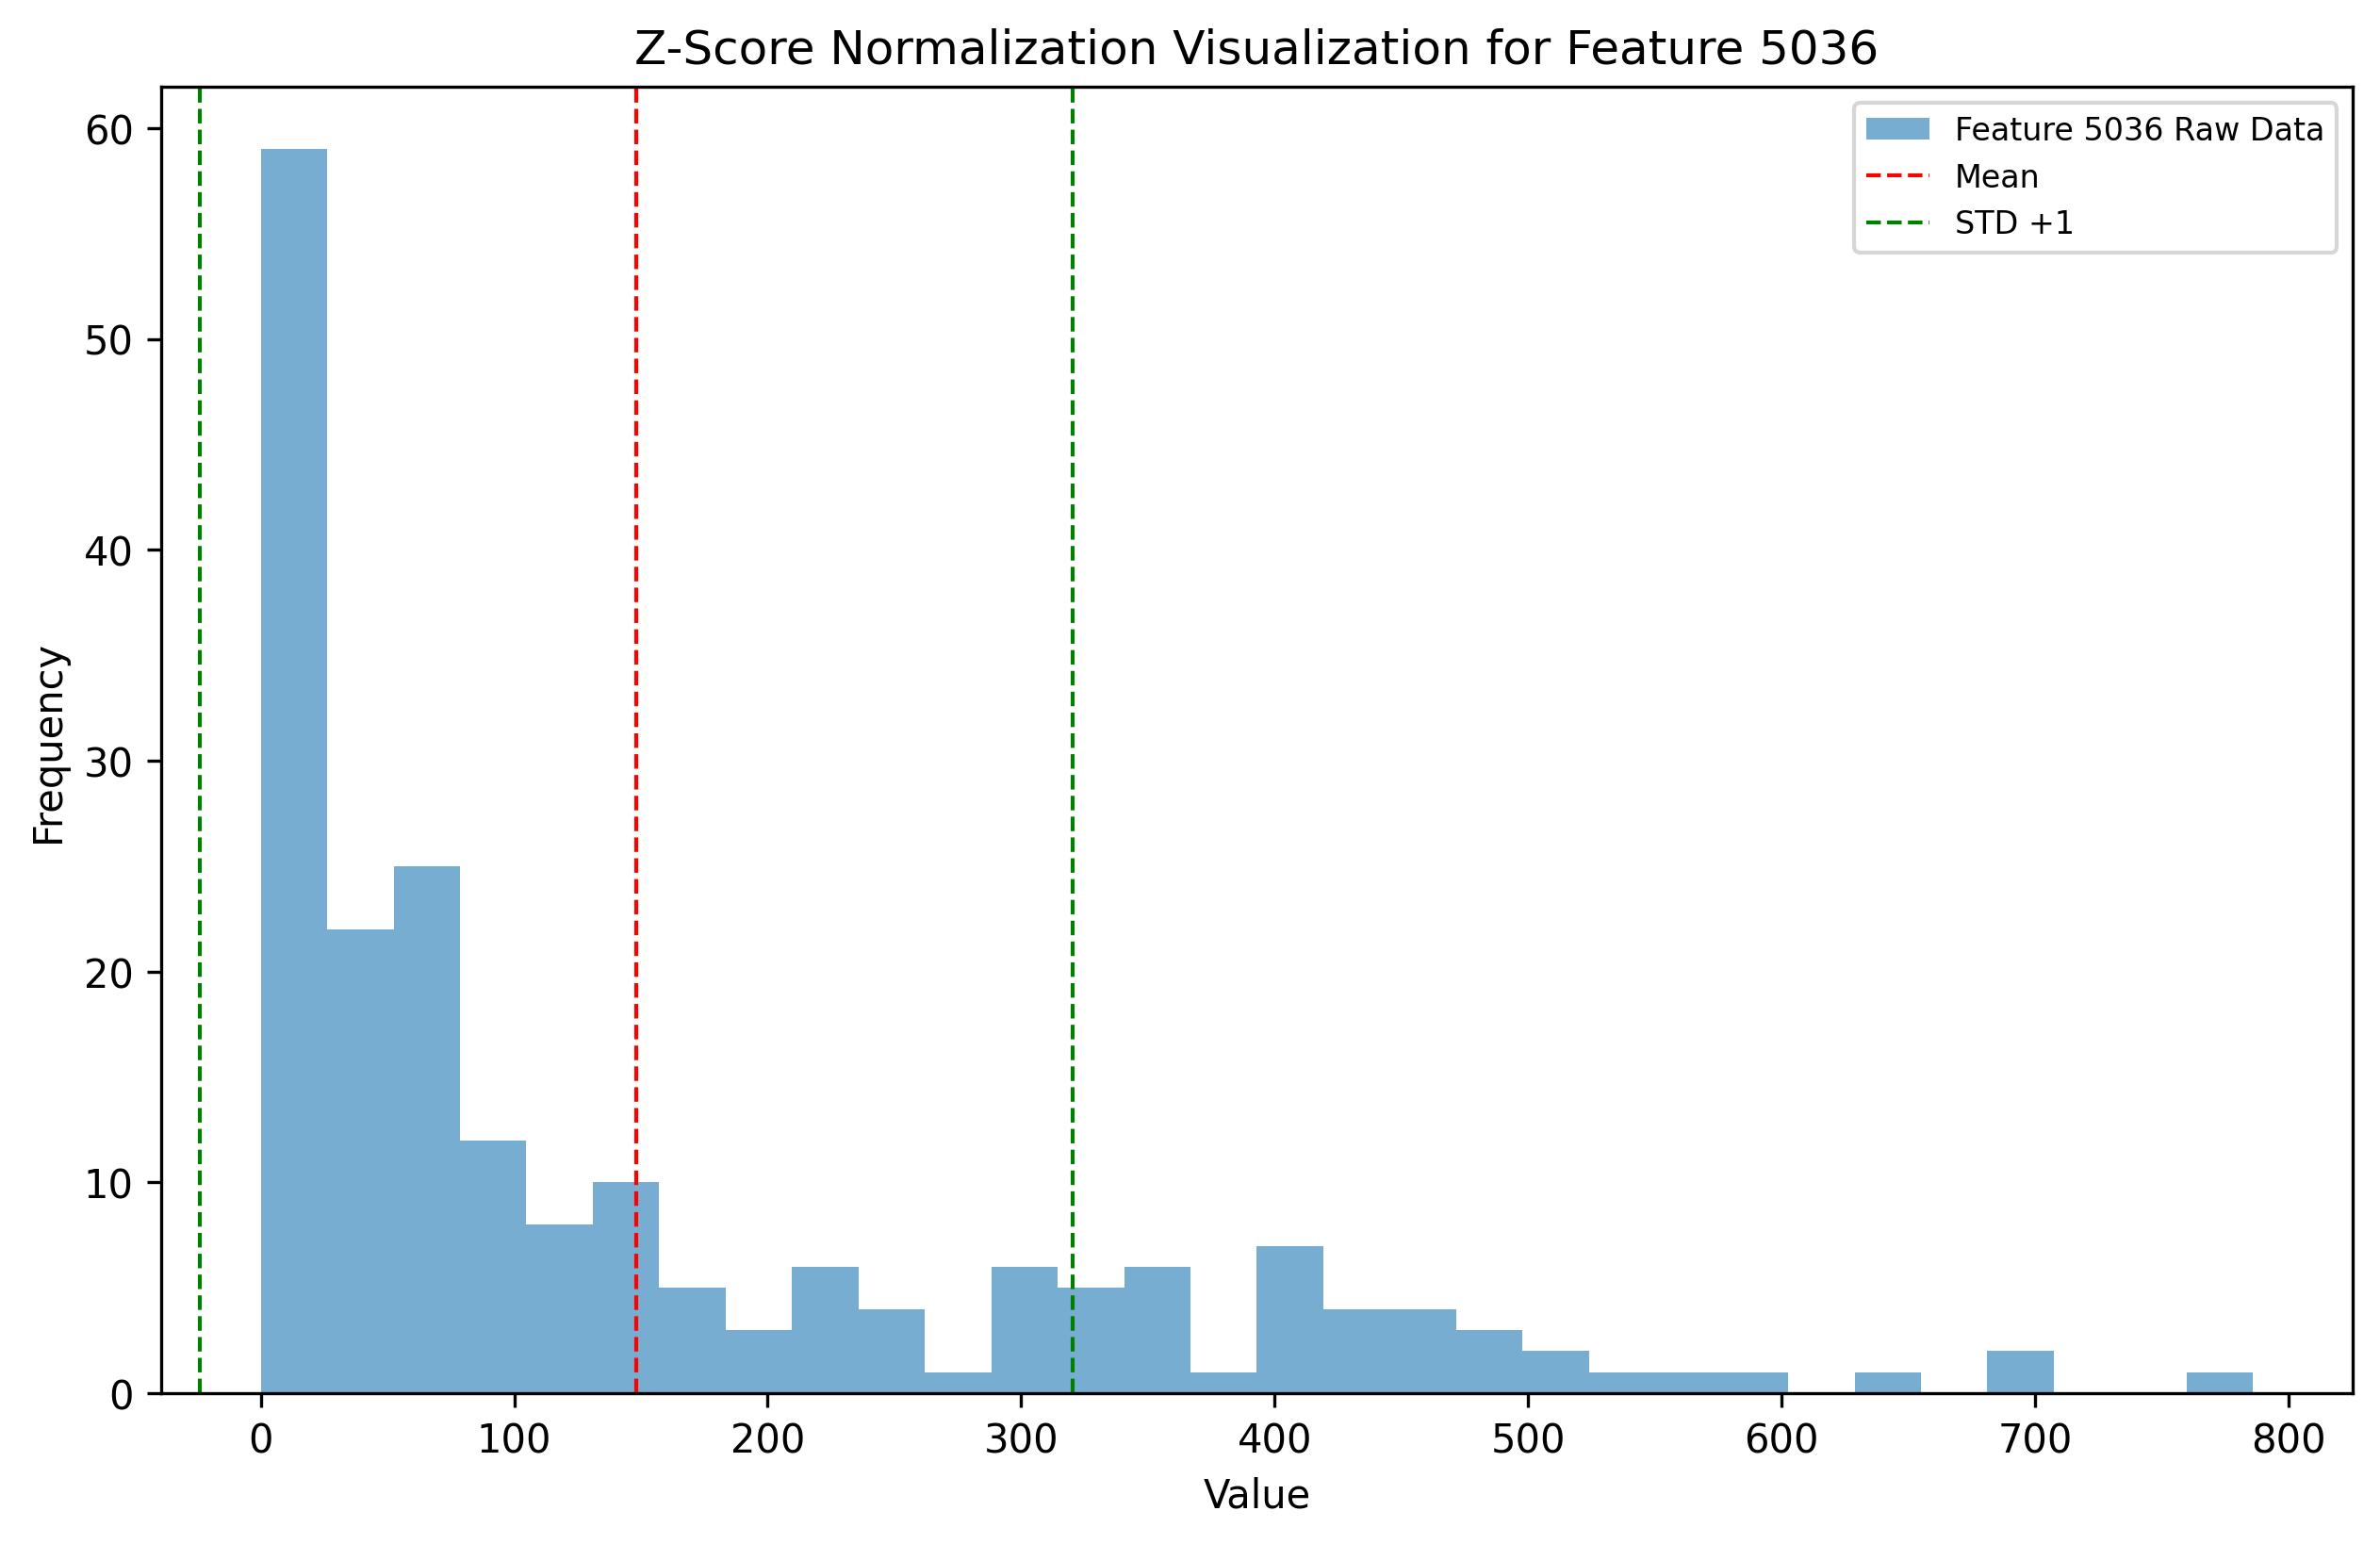 Z-Score Normalization Visualization for Feature 5036
Feature 5036 Raw Data
Mean
STD +1
60
50
40
30
20
10
0
Frequency
0 100 200 300 400 500 600 700 800
Value